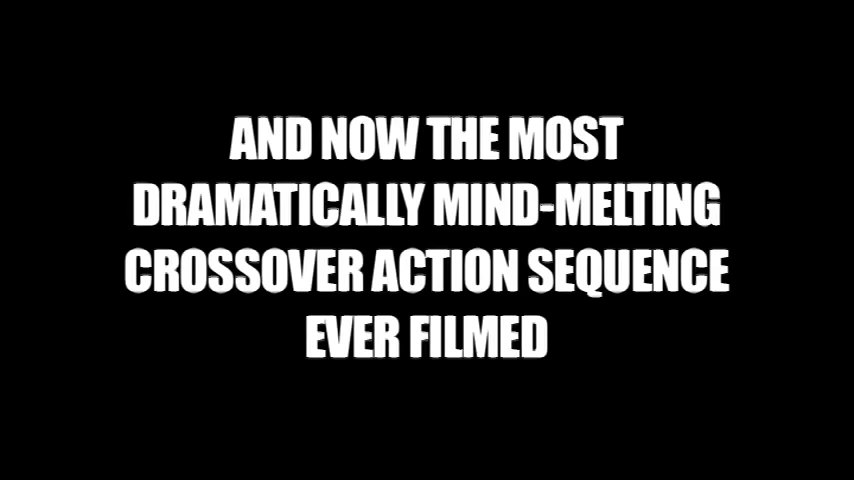 AND NOW THE MOST
DRAMATICALLY MIND-MELTING
CROSSOVER ACTION SEQUENCE
EVER FILMED